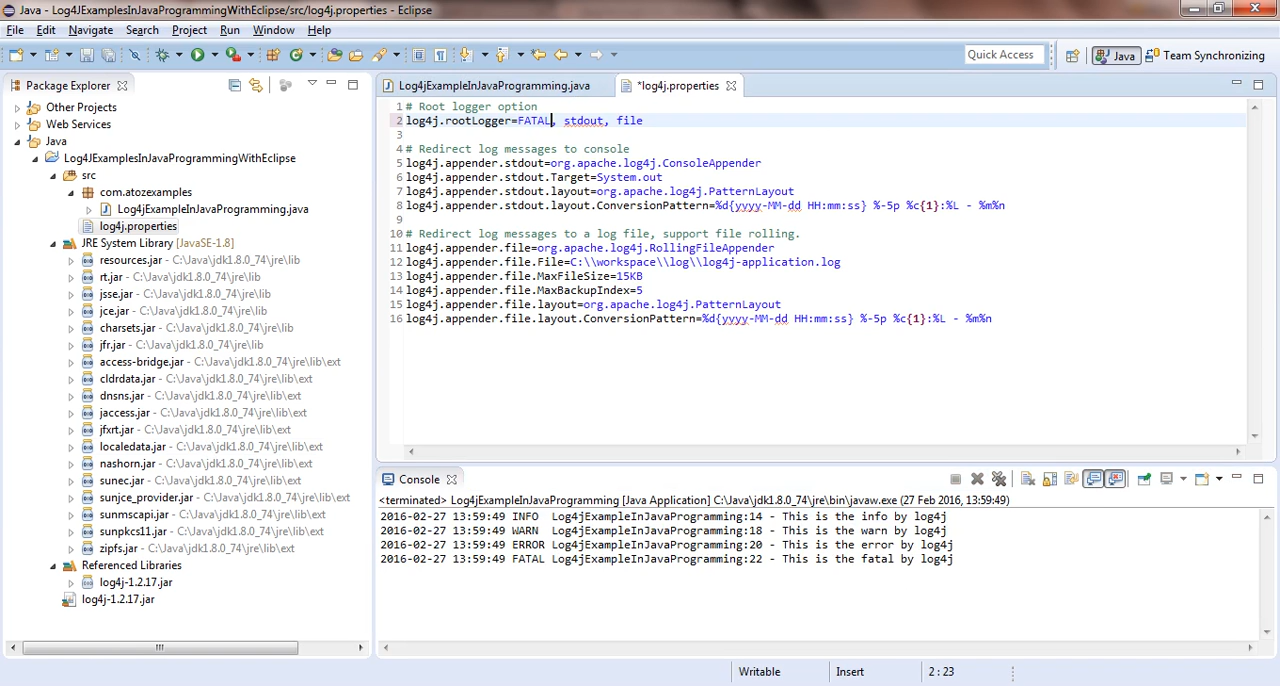 Java - Log4JExamplesInJavaProgrammingWithEclipse/src/log4j.properties - Eclipse
File Edit Navigate Search Project Run Window Help
Quick Access
Java
Team Synchronizing
Package Explorer
Other Projects
Web Services
Java
Log4JExamplesInJavaProgrammingWithEclipse
src
com.atozexamples
Log4jExampleInJavaProgramming.java
log4j.properties
JRE System Library [JavaSE-1.8]
resources.jar - C:\Java\jdk1.8.0_74\jre\lib
rt.jar - C:\Java\jdk1.8.0_74\jre\lib
jsse.jar - C:\Java\jdk1.8.0_74\jre\lib
jce.jar - C:\Java\jdk1.8.0_74\jre\lib
charsets.jar - C:\Java\jdk1.8.0_74\jre\lib
jfr.jar - C:\Java\jdk1.8.0_74\jre\lib
access-bridge.jar - C:\Java\jdk1.8.0_74\jre\lib\ext
cldrdata.jar - C:\Java\jdk1.8.0_74\jre\lib\ext
dnsns.jar - C:\Java\jdk1.8.0_74\jre\lib\ext
jaccess.jar - C:\Java\jdk1.8.0_74\jre\lib\ext
jfxrt.jar - C:\Java\jdk1.8.0_74\jre\lib\ext
localedata.jar - C:\Java\jdk1.8.0_74\jre\lib\ext
nashorn.jar - C:\Java\jdk1.8.0_74\jre\lib\ext
sunec.jar - C:\Java\jdk1.8.0_74\jre\lib\ext
sunjce_provider.jar - C:\Java\jdk1.8.0_74\jre\lib\ext
sunmscapi.jar - C:\Java\jdk1.8.0_74\jre\lib\ext
sunpkcs11.jar - C:\Java\jdk1.8.0_74\jre\lib\ext
zipfs.jar - C:\Java\jdk1.8.0_74\jre\lib\ext
Referenced Libraries
log4j-1.2.17.jar
log4j-1.2.17.jar
Log4jExampleInJavaProgramming.java
*log4j.properties
1 # Root logger option
2 log4j.rootLogger=FATAL, stdout, file
3
4 # Redirect log messages to console
5 log4j.appender.stdout=org.apache.log4j.ConsoleAppender
6 log4j.appender.stdout.Target=System.out
7 log4j.appender.stdout.layout=org.apache.log4j.PatternLayout
8 log4j.appender.stdout.layout.ConversionPattern=%d{yyyy-MM-dd HH:mm:ss} %-5p %c{1}:%L - %m%n
9
10 # Redirect log messages to a log file, support file rolling.
11 log4j.appender.file=org.apache.log4j.RollingFileAppender
12 log4j.appender.file.File=C:\\workspace\\log\\log4j-application.log
13 log4j.appender.file.MaxFileSize=15KB
14 log4j.appender.file.MaxBackupIndex=5
15 log4j.appender.file.layout=org.apache.log4j.PatternLayout
16 log4j.appender.file.layout.ConversionPattern=%d{yyyy-MM-dd HH:mm:ss} %-5p %c{1}:%L - %m%n
Console
<terminated> Log4jExampleInJavaProgramming [Java Application] C:\Java\jdk1.8.0_74\jre\bin\javaw.exe (27 Feb 2016, 13:59:49)
2016-02-27 13:59:49 INFO  Log4jExampleInJavaProgramming:14 - This is the info by log4j
2016-02-27 13:59:49 WARN  Log4jExampleInJavaProgramming:18 - This is the warn by log4j
2016-02-27 13:59:49 ERROR Log4jExampleInJavaProgramming:20 - This is the error by log4j
2016-02-27 13:59:49 FATAL Log4jExampleInJavaProgramming:22 - This is the fatal by log4j
Writable
Insert
2 : 23